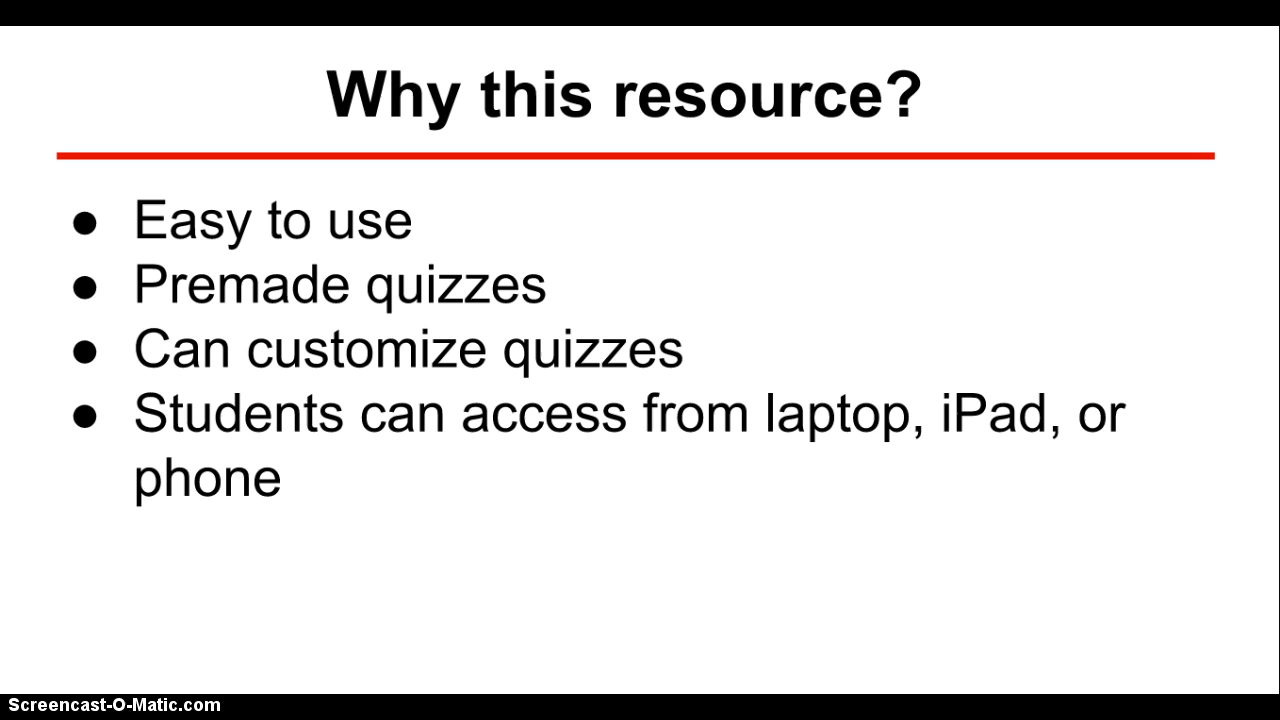 Why this resource?
● Easy to use
● Premade quizzes
● Can customize quizzes
● Students can access from laptop, iPad, or
phone
Screencast-O-Matic.com